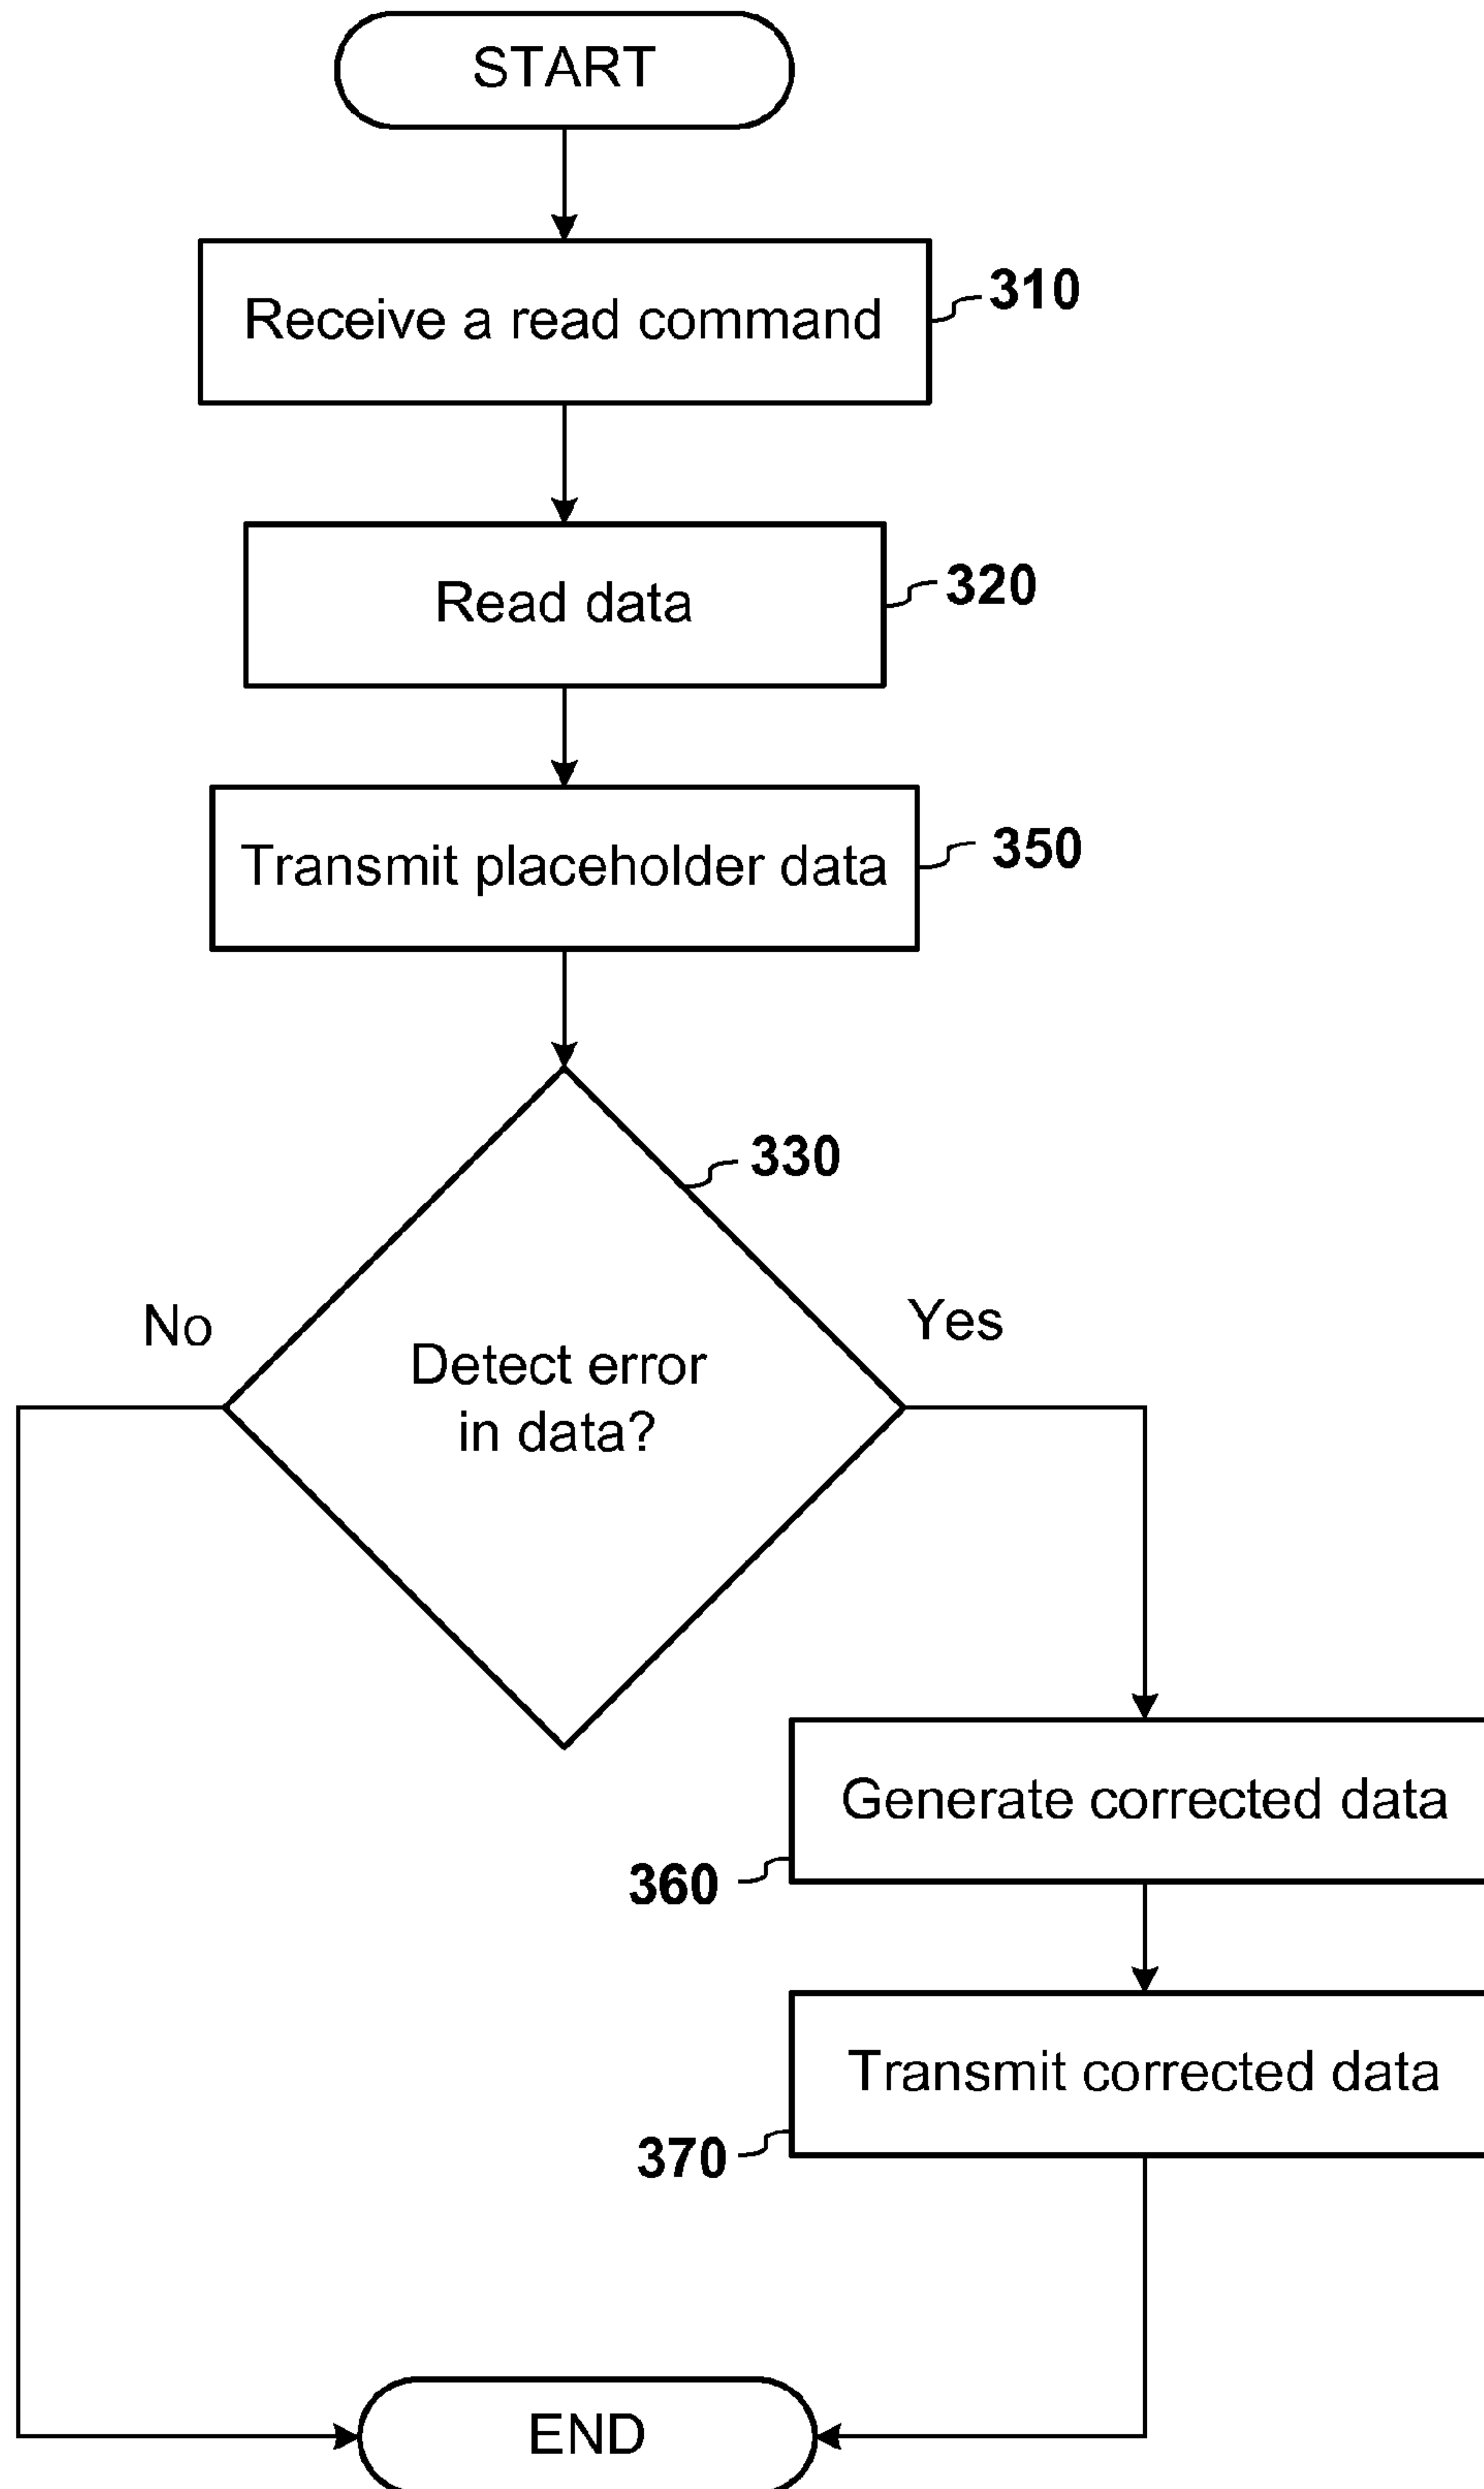 START
Receive a read command
310
Read data
320
Transmit placeholder data
350
330
No
Yes
Detect error
in data?
Generate corrected data
360
Transmit corrected data
370
END